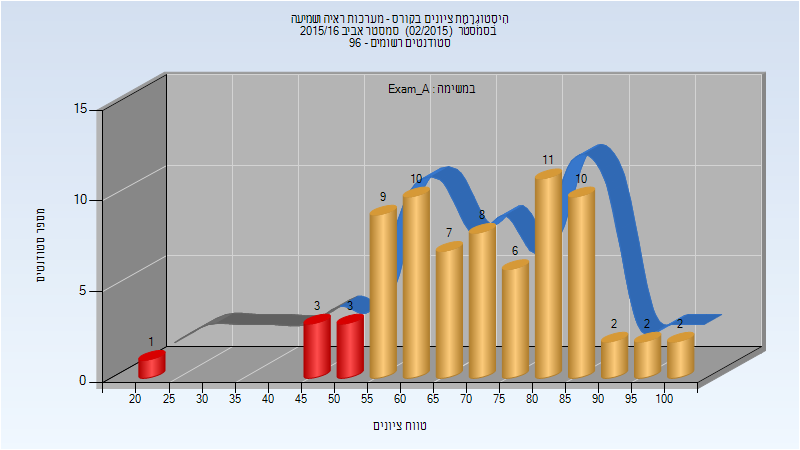 היסטוגרמת ציונים בקורס - מערכות ראיה ושמיעה
בסמסטר (02/2015) סמסטר אביב 2015/16
סטודנטים רשומים - 96
במשימה : Exam_A
מספר סטודנטים
15
10
5
0
1
3
3
9
10
7
8
6
11
10
2
2
2
20 25 30 35 40 45 50 55 60 65 70 75 80 85 90 95 100
טווח ציונים